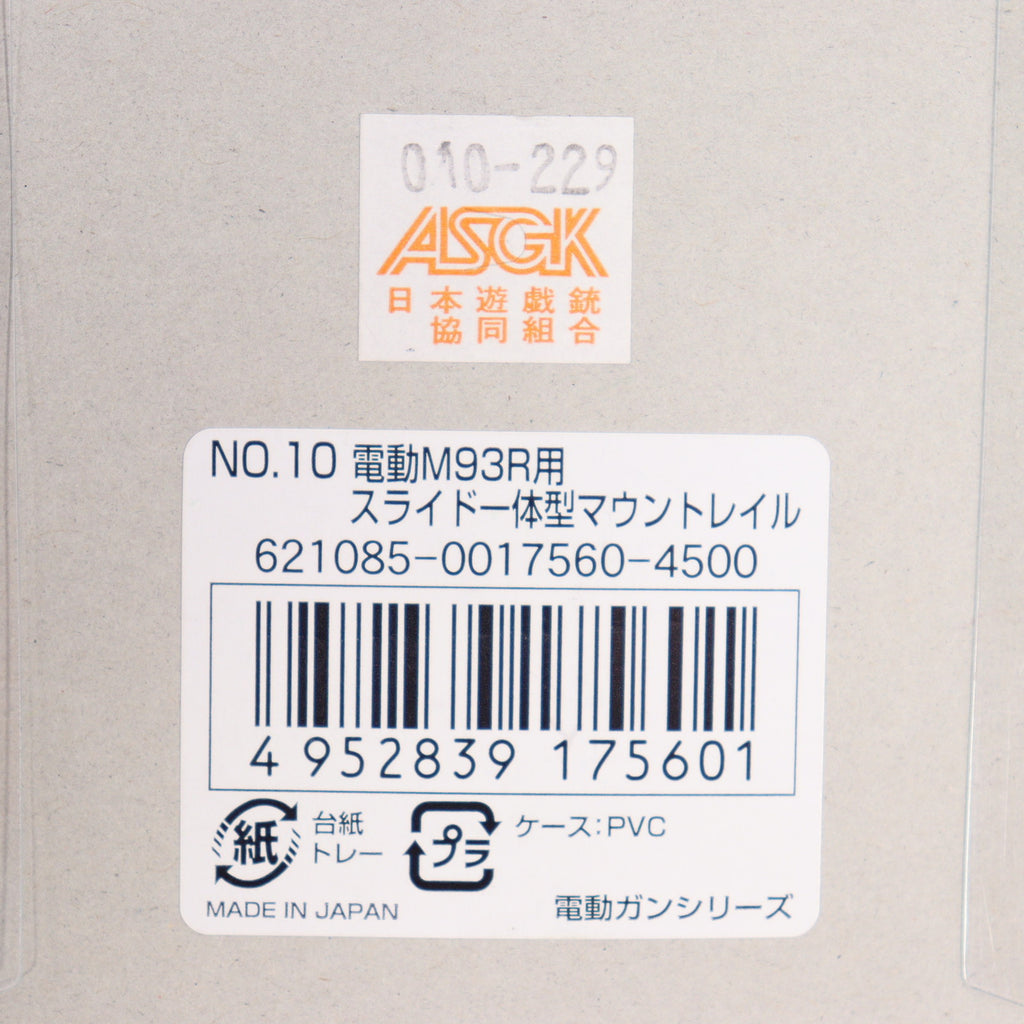 010-229
ASGK
日本遊戯銃
協同組合
NO.10 電動M93R用
スライド一体型マウントレイル
621085-0017560-4500
4 952839 175601
紙 台紙
トレー
プラ ケース:PVC
MADE IN JAPAN 電動ガンシリーズ